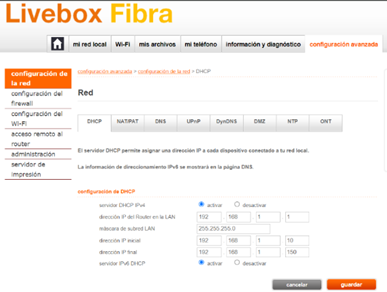 Livebox Fibra
mi red local Wi-Fi mis archivos mi teléfono información y diagnóstico configuración avanzada
configuración de la red
configuración del firewall
configuración del Wi-Fi
acceso remoto al router
administración
servidor de impresión
configuración avanzada > configuración de la red > DHCP
Red
DHCP NAT/PAT DNS UPnP DynDNS DMZ NTP ONT
El servidor DHCP permite asignar una dirección IP a cada dispositivo conectado a tu red local.
La información de direccionamiento IPv6 se mostrará en la página DNS.
configuración de DHCP
servidor DHCP IPv4 activar desactivar
dirección IP del Router en la LAN 192 168 1 1
máscara de subred LAN 255.255.255.0
dirección IP inicial 192 168 1 10
dirección IP final 192 168 1 150
servidor IPv6 DHCP activar desactivar
cancelar guardar